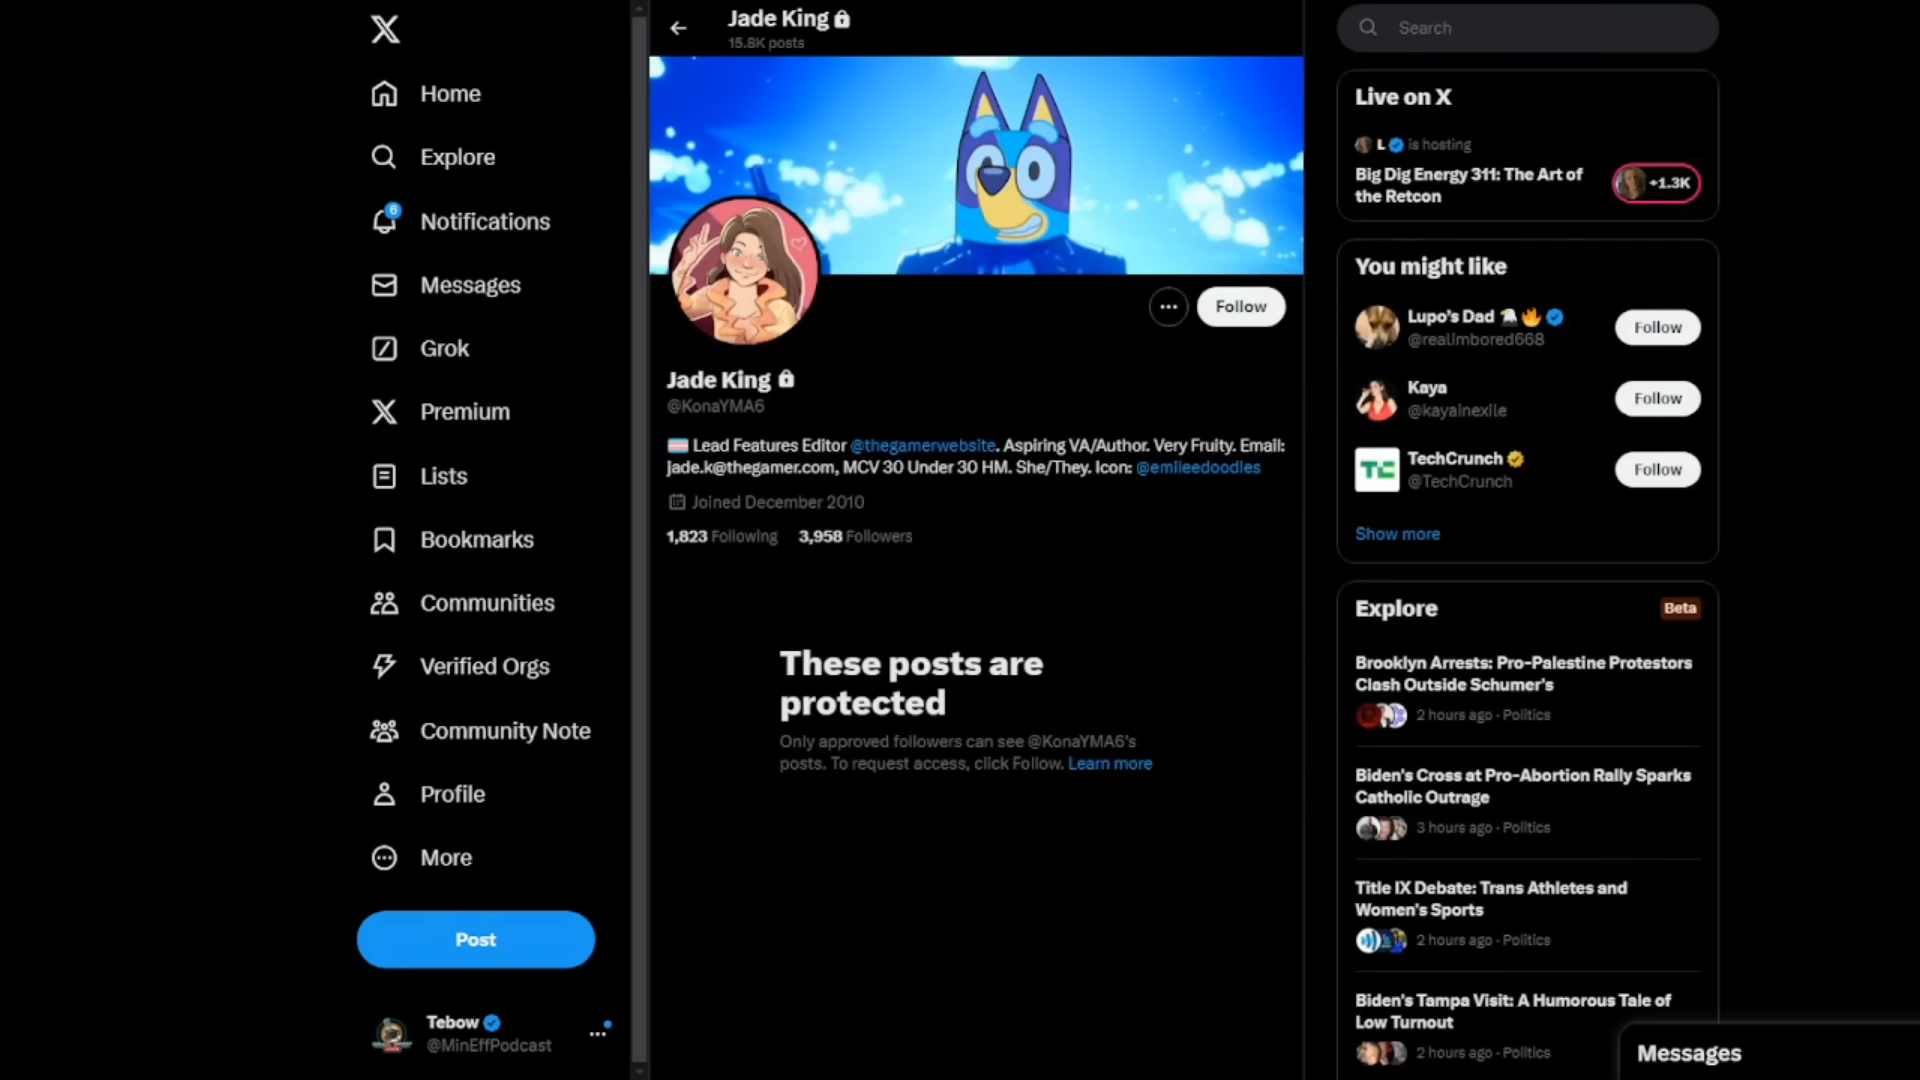 Home
Explore
6
Notifications
Messages
Grok
Premium
Lists
Bookmarks
Communities
Verified Orgs
Community Note
Profile
More
Post
Tebow
@MinEffPodcast
Jade King
15.8K posts
Follow
Jade King
@KonaYMA6
Lead Features Editor @thegamerwebsite. Aspiring VA/Author. Very Fruity. Email:
jade.k@thegamer.com, MCV 30 Under 30 HM. She/They. Icon: @emileedoodles
Joined December 2010
1,823 Following 3,958 Followers
These posts are
protected
Only approved followers can see @KonaYMA6's
posts. To request access, click Follow. Learn more
Search
Live on X
L is hosting
Big Dig Energy 311: The Art of
the Retcon
+1.3K
You might like
Lupo's Dad
@realimbored668
Follow
Kaya
@kayainexile
Follow
TC
TechCrunch
@TechCrunch
Follow
Show more
Explore
Beta
Brooklyn Arrests: Pro-Palestine Protestors
Clash Outside Schumer's
2 hours ago · Politics
Biden's Cross at Pro-Abortion Rally Sparks
Catholic Outrage
3 hours ago · Politics
Title IX Debate: Trans Athletes and
Women's Sports
2 hours ago · Politics
Biden's Tampa Visit: A Humorous Tale of
Low Turnout
2 hours ago · Politics
Messages